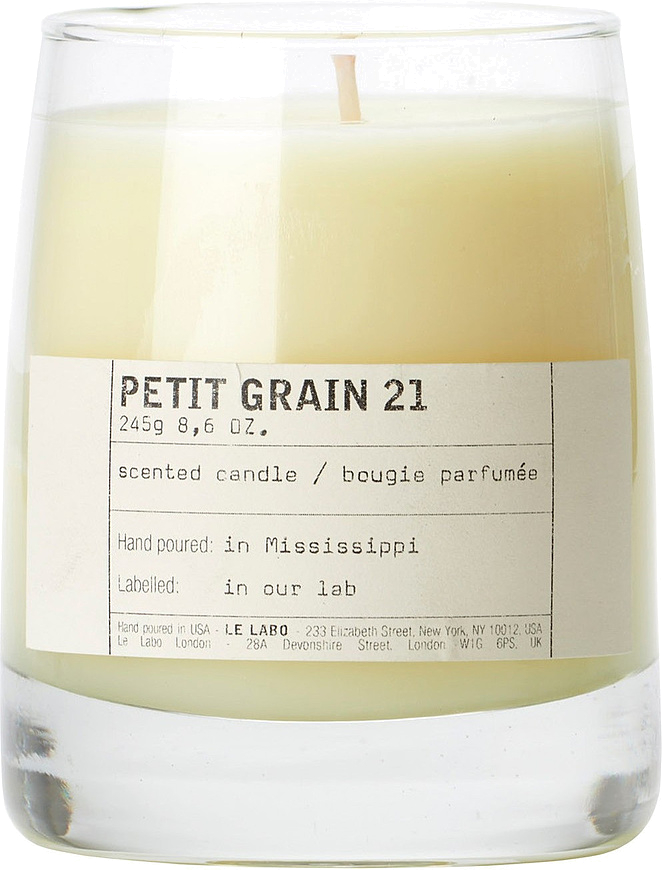 PETIT GRAIN 21
245g 8,6 OZ.
scented candle / bougie parfumée
Hand poured: in Mississippi
Labelled: in our lab
Hand poured in USA - LE LABO - 233 Elizabeth Street, New York, NY 10012, USA
Le Labo London - 28A Devonshire Street, London W1G 6PS, UK